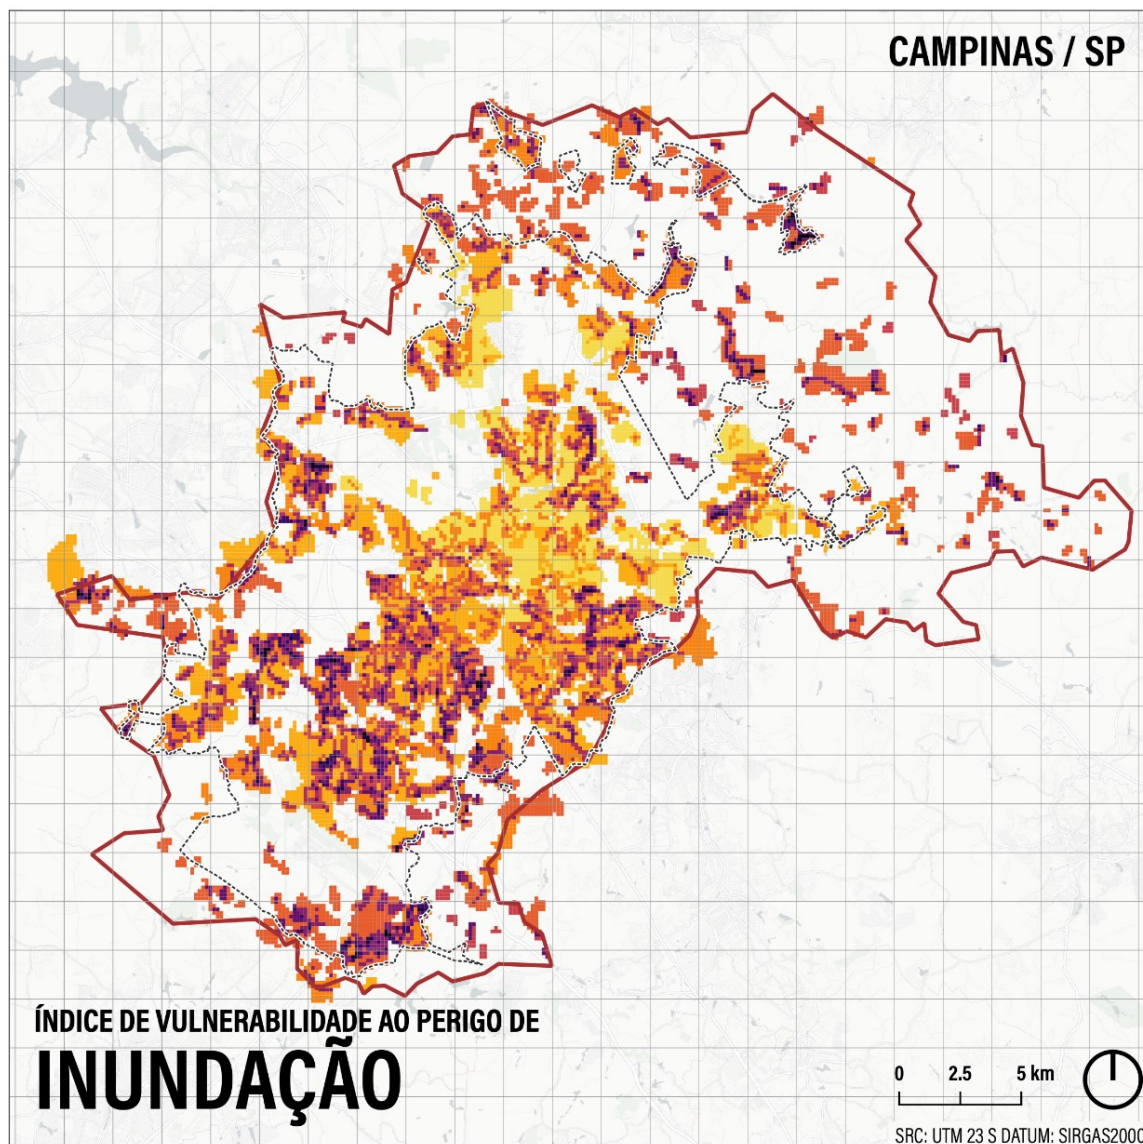 CAMPINAS / SP
ÍNDICE DE VULNERABILIDADE AO PERIGO DE
INUNDAÇÃO
0 2.5 5 km
SRC: UTM 23 S DATUM: SIRGAS2000